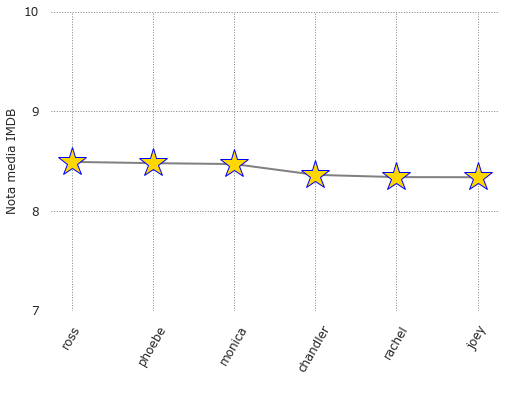 10
9
8
7
Nota media IMDB
ross
phoebe
monica
chandler
rachel
joey